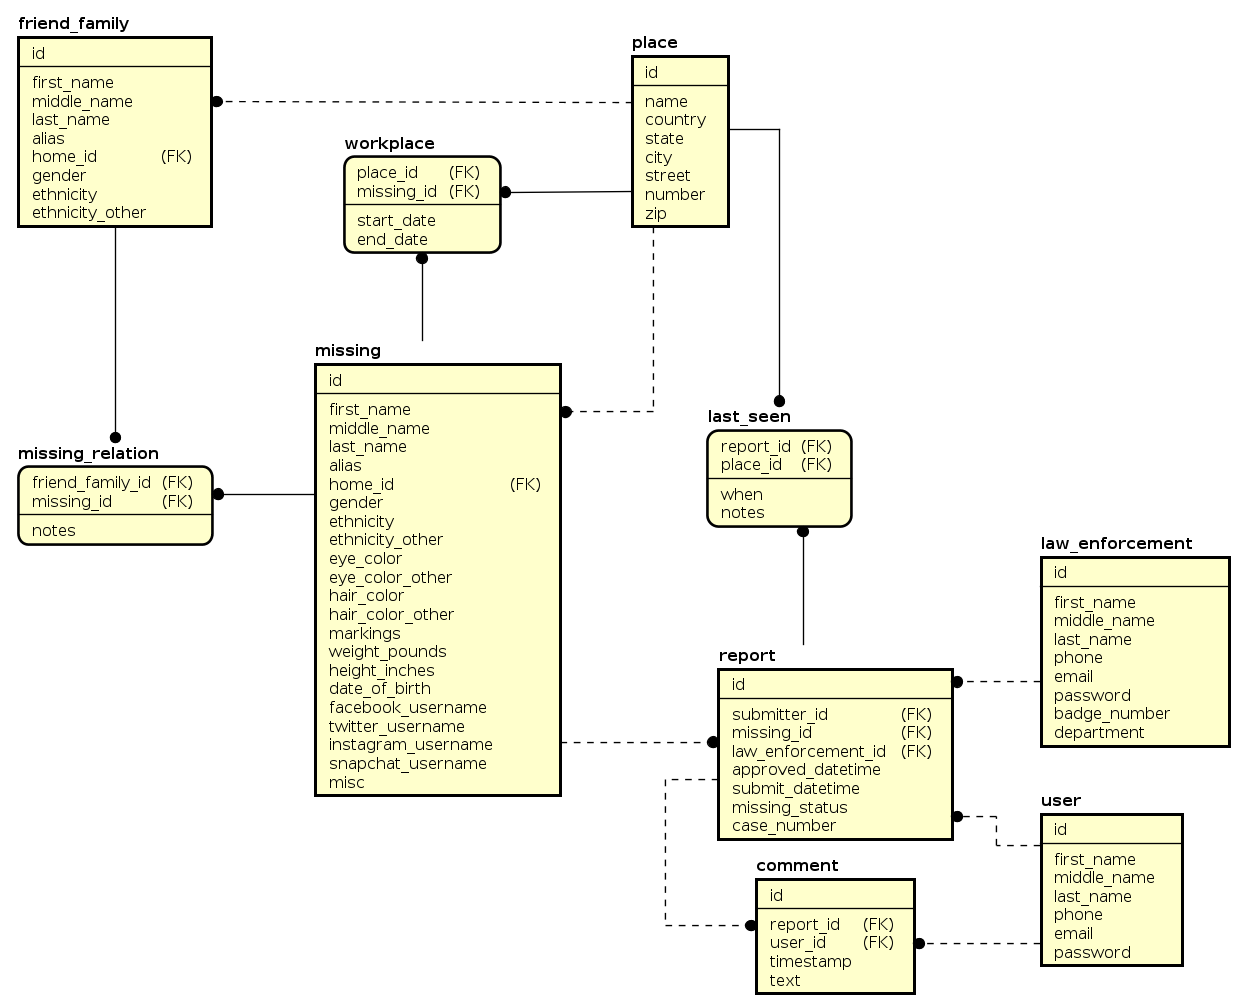 friend_family
id
first_name
middle_name
last_name
alias
home_id (FK)
gender
ethnicity
ethnicity_other
place
id
name
country
state
city
street
number
zip
workplace
place_id (FK)
missing_id (FK)
start_date
end_date
missing
id
first_name
middle_name
last_name
alias
home_id (FK)
gender
ethnicity
ethnicity_other
eye_color
eye_color_other
hair_color
hair_color_other
markings
weight_pounds
height_inches
date_of_birth
facebook_username
twitter_username
instagram_username
snapchat_username
misc
missing_relation
friend_family_id (FK)
missing_id (FK)
notes
last_seen
report_id (FK)
place_id (FK)
when
notes
law_enforcement
id
first_name
middle_name
last_name
phone
email
password
badge_number
department
report
id
submitter_id (FK)
missing_id (FK)
law_enforcement_id (FK)
approved_datetime
submit_datetime
missing_status
case_number
user
id
first_name
middle_name
last_name
phone
email
password
comment
id
report_id (FK)
user_id (FK)
timestamp
text